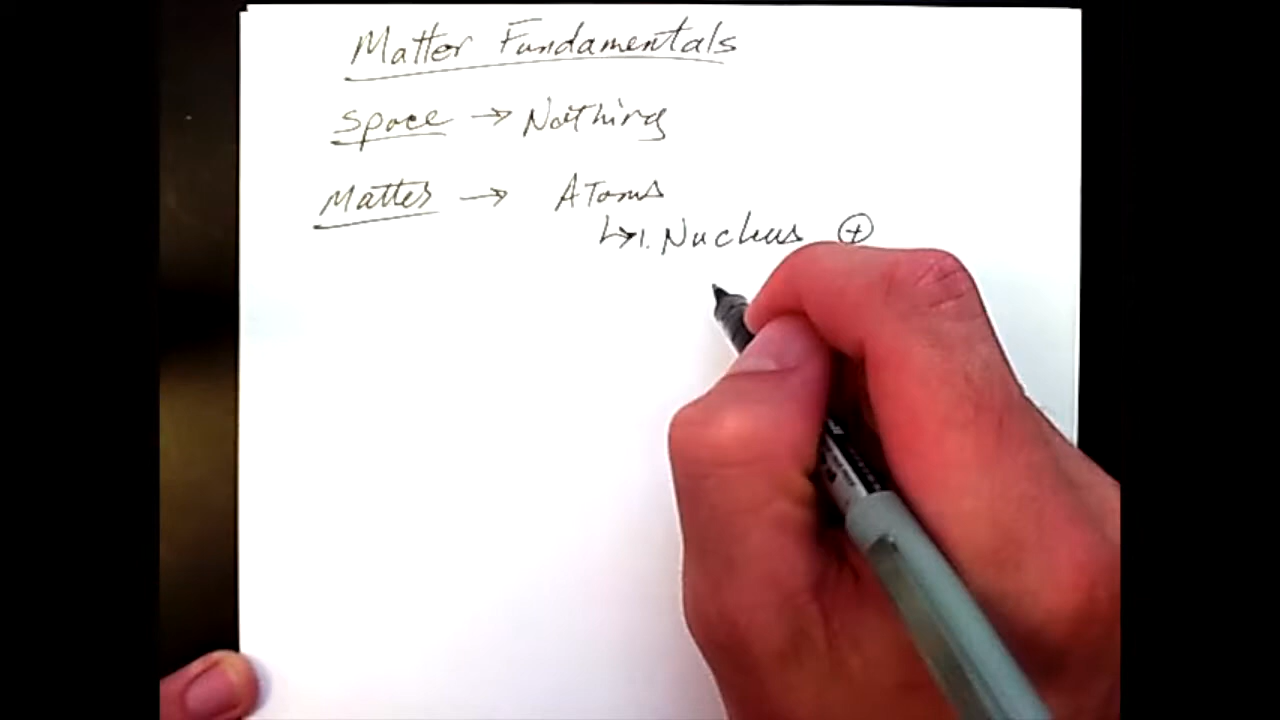 Matter Fundamentals
Space → Nothing
Matter → Atoms
↳ 1. Nucleus ⊕